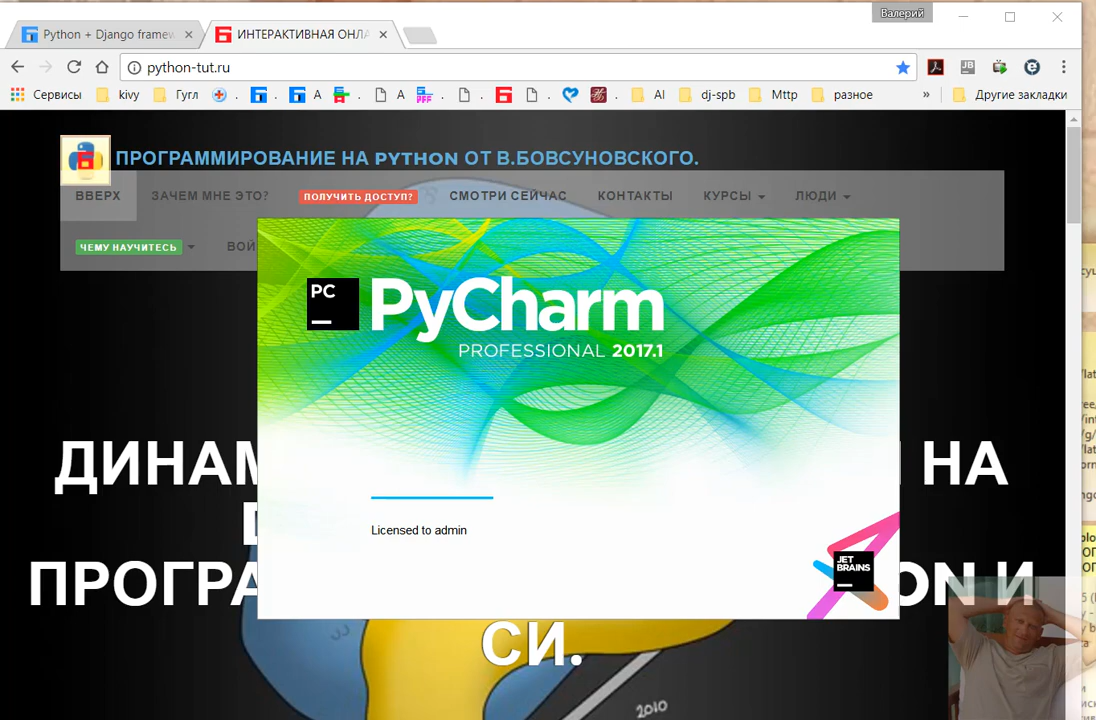 Валерий
Python + Django framew
ИНТЕРАКТИВНАЯ ОНЛА
python-tut.ru
JB
Сервисы
kivy
Гугл
.
.
А
.
А
.
.
.
.
AI
dj-spb
Mttp
разное
»
Другие закладки
ПРОГРАММИРОВАНИЕ НА PYTHON ОТ В.БОВСУНОВСКОГО.
ВВЕРХ
ЗАЧЕМ МНЕ ЭТО?
ПОЛУЧИТЬ ДОСТУП?
СМОТРИ СЕЙЧАС
КОНТАКТЫ
КУРСЫ
ЛЮДИ
ЧЕМУ НАУЧИТЕСЬ
ВОЙ
PC
PyCharm
PROFESSIONAL 2017.1
ДИНАМ
И НА
ПРОГРА
ON И
СИ.
Licensed to admin
JET
BRAINS
2010